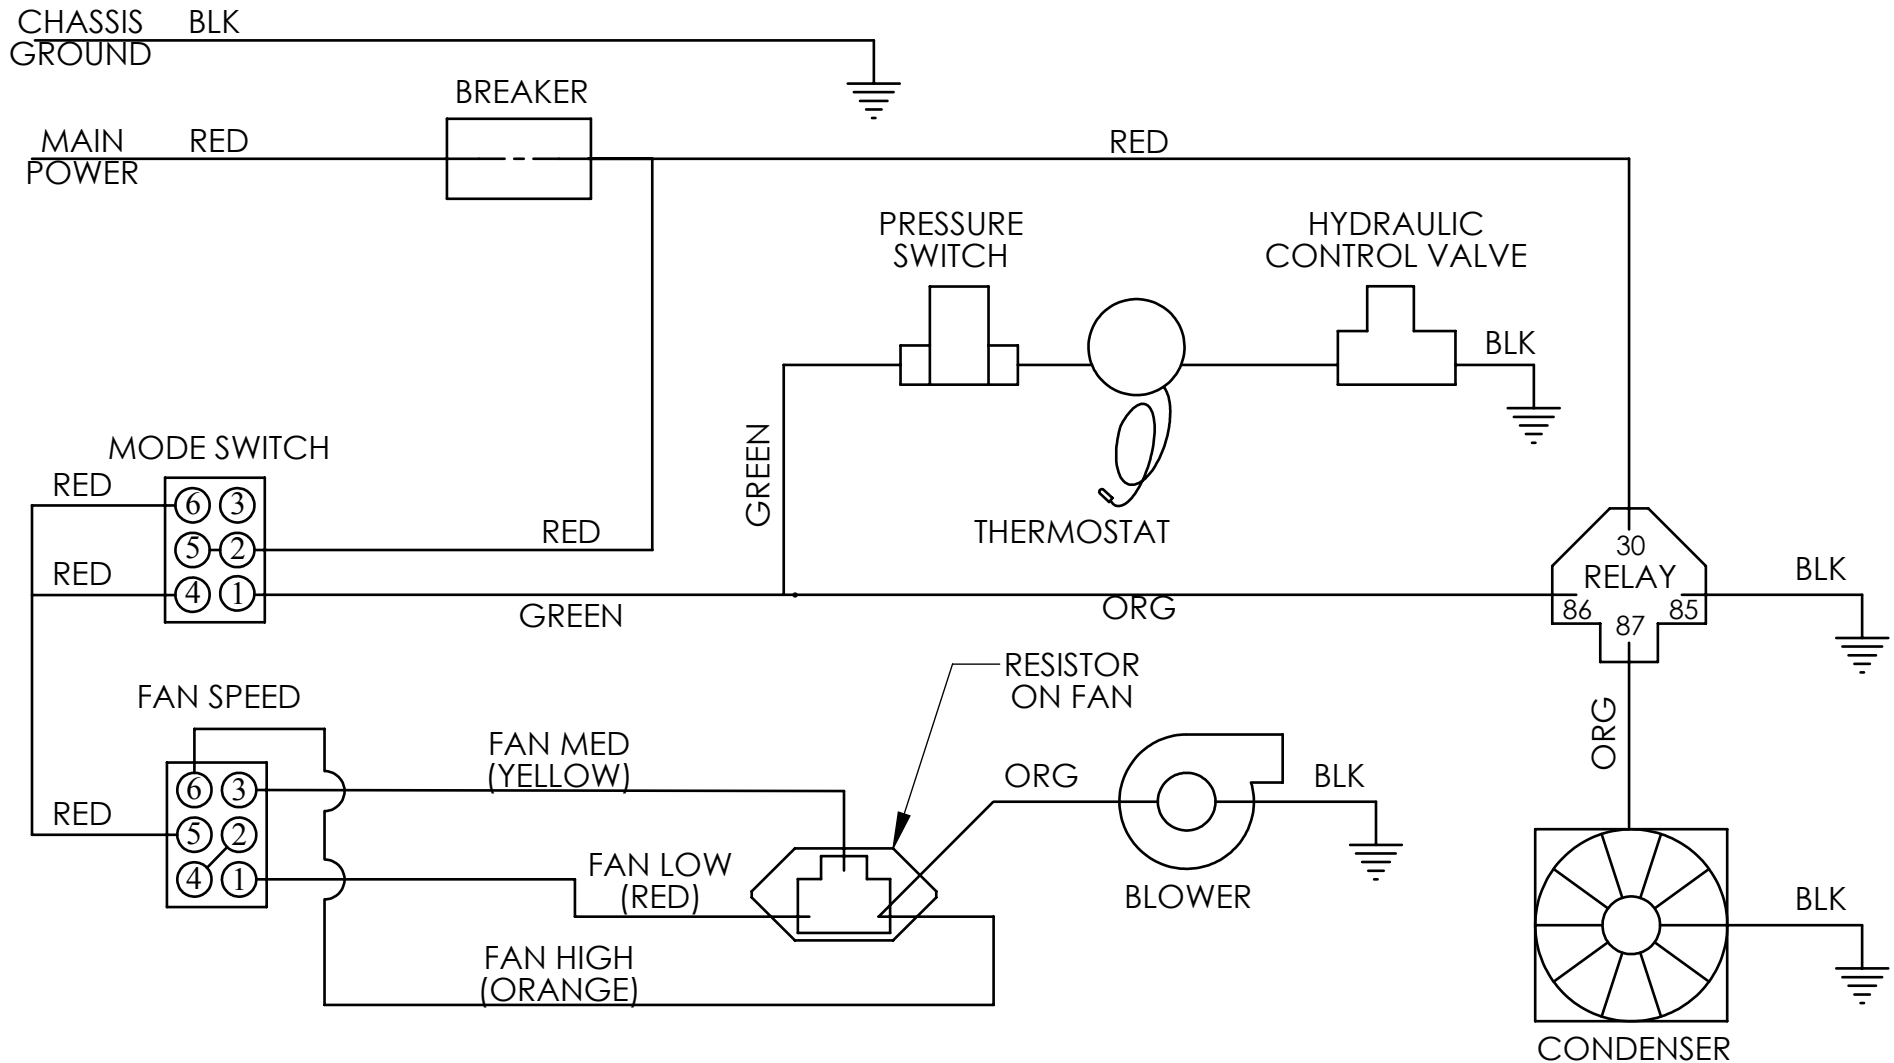 CHASSIS
GROUND
BLK
BREAKER
MAIN
POWER
RED
RED
PRESSURE
SWITCH
HYDRAULIC
CONTROL VALVE
BLK
GREEN
THERMOSTAT
MODE SWITCH
RED
6 3
5 2
RED
RED
4 1
GREEN
ORG
30
RELAY
86
87
85
BLK
ORG
FAN SPEED
RESISTOR
ON FAN
FAN MED
(YELLOW)
6 3
RED
5 2
4 1
ORG
BLK
BLOWER
FAN LOW
(RED)
FAN HIGH
(ORANGE)
BLK
CONDENSER